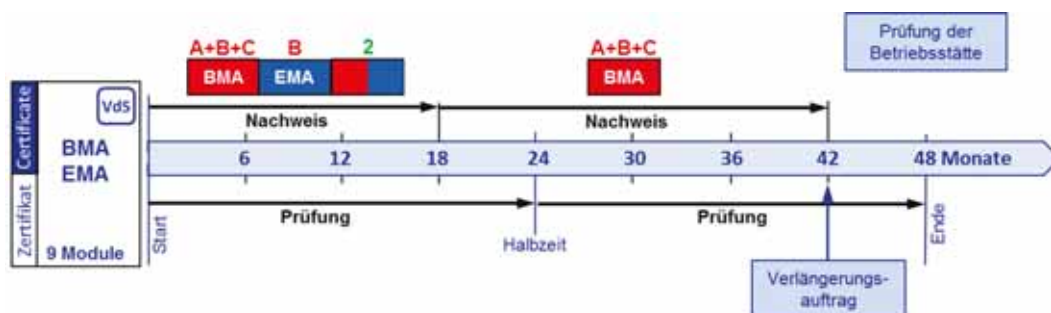 A+B+C
B
2
A+B+C
Prüfung der
Betriebsstätte
BMA
EMA
BMA
Certificate
VdS
Nachweis
Nachweis
BMA
EMA
6
12
18
24
30
36
42
48 Monate
Zertifikat
9 Module
Start
Prüfung
Halbzeit
Prüfung
Ende
Verlängerungs-
auftrag